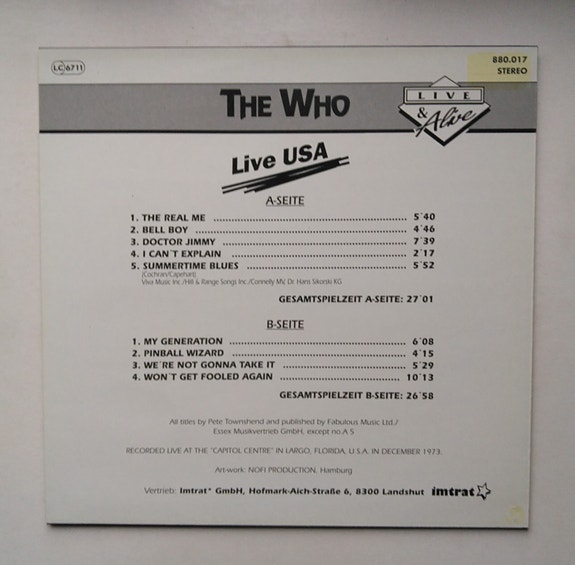 LC 6711
880.017
STEREO
THE WHO
LIVE
& Alive
Live USA
A-SEITE
1. THE REAL ME 5´40
2. BELL BOY 4´46
3. DOCTOR JIMMY 7´39
4. I CAN´T EXPLAIN 2´17
5. SUMMERTIME BLUES 5´52
(Cochran/Capehart)
Viva Music Inc./Hill & Range Songs Inc./Connelly MV, Dr. Hans Sikorski KG
GESAMTSPIELZEIT A-SEITE: 27´01
B-SEITE
1. MY GENERATION 6´08
2. PINBALL WIZARD 4´15
3. WE´RE NOT GONNA TAKE IT 5´29
4. WON´T GET FOOLED AGAIN 10´13
GESAMTSPIELZEIT B-SEITE: 26´58
All titles by Pete Townshend and published by Fabulous Music Ltd./
Essex Musikvertrieb GmbH, except no.A 5
RECORDED LIVE AT THE "CAPITOL CENTRE" IN LARGO, FLORIDA, U.S.A. IN DECEMBER 1973.
Art-work: NOFI PRODUCTION, Hamburg
Vertrieb: Imtrat* GmbH, Hofmark-Aich-Straße 6, 8300 Landshut imtrat